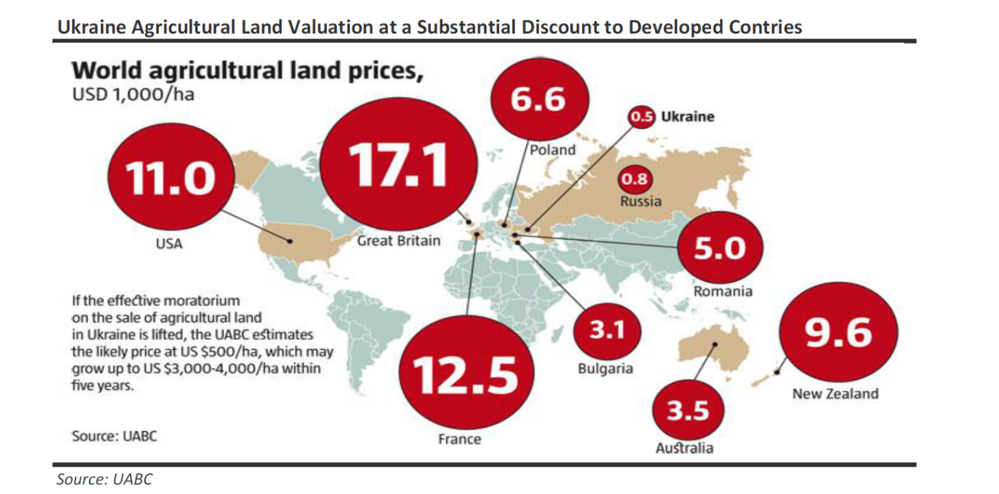 Ukraine Agricultural Land Valuation at a Substantial Discount to Developed Contries
World agricultural land prices,
USD 1,000/ha
6.6
Poland
0.5 Ukraine
17.1
Great Britain
11.0
USA
0.8
Russia
5.0
Romania
If the effective moratorium
on the sale of agricultural land
in Ukraine is lifted, the UABC estimates
the likely price at US $500/ha, which may
grow up to US $3,000-4,000/ha within
five years.
3.1
Bulgaria
9.6
New Zealand
12.5
France
3.5
Australia
Source: UABC
Source: UABC